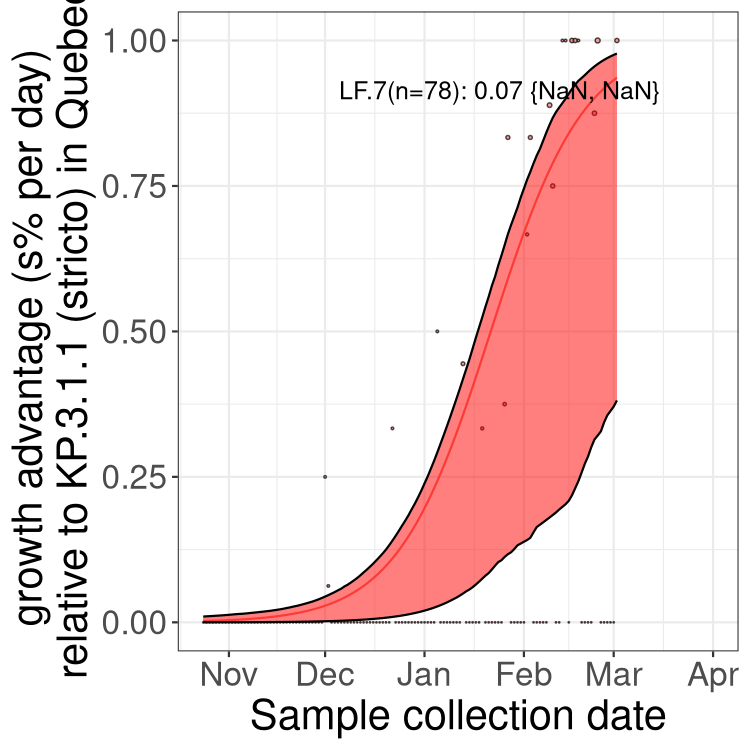 growth advantage (s% per day)
relative to KP.3.1.1 (stricto) in Quebec
1.00
0.75
0.50
0.25
0.00
LF.7(n=78): 0.07 {NaN, NaN}
Nov Dec Jan Feb Mar Apr
Sample collection date